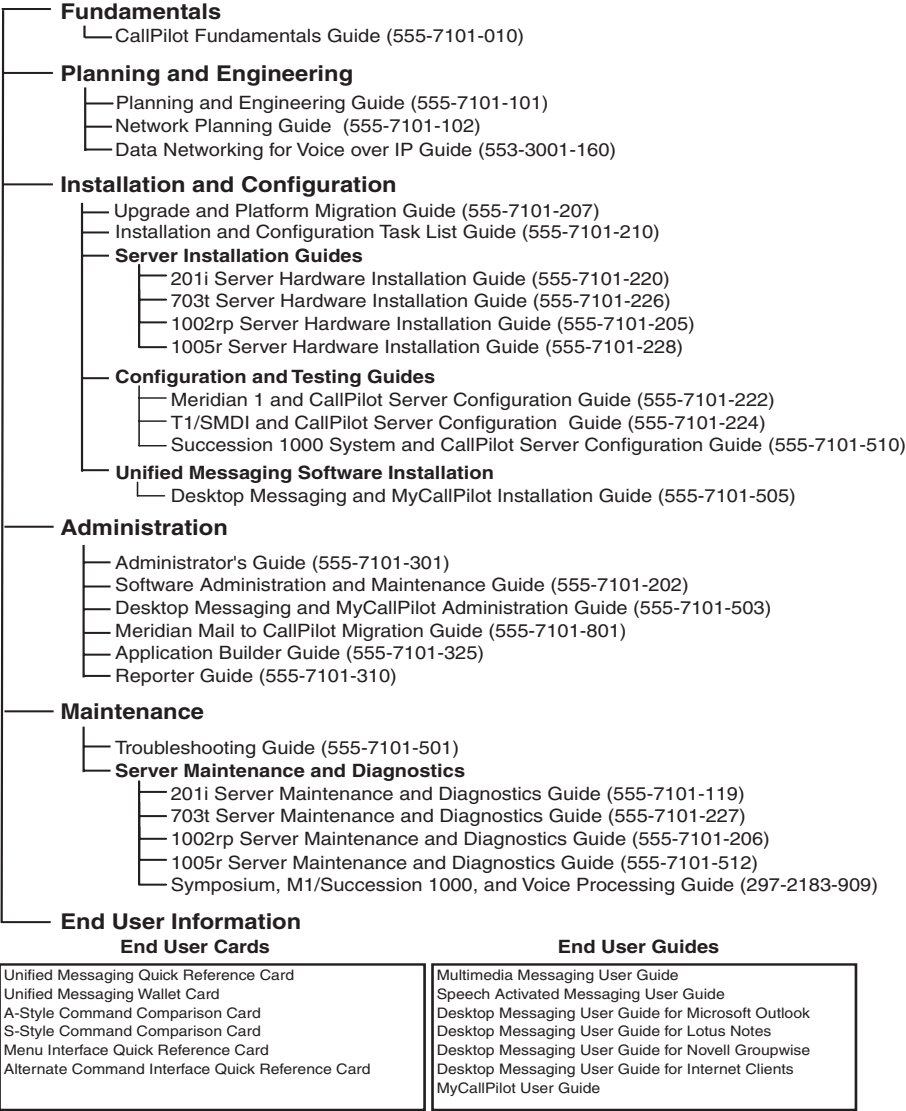 Fundamentals
CallPilot Fundamentals Guide (555-7101-010)
Planning and Engineering
Planning and Engineering Guide (555-7101-101)
Network Planning Guide (555-7101-102)
Data Networking for Voice over IP Guide (553-3001-160)
Installation and Configuration
Upgrade and Platform Migration Guide (555-7101-207)
Installation and Configuration Task List Guide (555-7101-210)
Server Installation Guides
201i Server Hardware Installation Guide (555-7101-220)
703t Server Hardware Installation Guide (555-7101-226)
1002rp Server Hardware Installation Guide (555-7101-205)
1005r Server Hardware Installation Guide (555-7101-228)
Configuration and Testing Guides
Meridian 1 and CallPilot Server Configuration Guide (555-7101-222)
T1/SMDI and CallPilot Server Configuration Guide (555-7101-224)
Succession 1000 System and CallPilot Server Configuration Guide (555-7101-510)
Unified Messaging Software Installation
Desktop Messaging and MyCallPilot Installation Guide (555-7101-505)
Administration
Administrator's Guide (555-7101-301)
Software Administration and Maintenance Guide (555-7101-202)
Desktop Messaging and MyCallPilot Administration Guide (555-7101-503)
Meridian Mail to CallPilot Migration Guide (555-7101-801)
Application Builder Guide (555-7101-325)
Reporter Guide (555-7101-310)
Maintenance
Troubleshooting Guide (555-7101-501)
Server Maintenance and Diagnostics
201i Server Maintenance and Diagnostics Guide (555-7101-119)
703t Server Maintenance and Diagnostics Guide (555-7101-227)
1002rp Server Maintenance and Diagnostics Guide (555-7101-206)
1005r Server Maintenance and Diagnostics Guide (555-7101-512)
Symposium, M1/Succession 1000, and Voice Processing Guide (297-2183-909)
End User Information
End User Cards
Unified Messaging Quick Reference Card
Unified Messaging Wallet Card
A-Style Command Comparison Card
S-Style Command Comparison Card
Menu Interface Quick Reference Card
Alternate Command Interface Quick Reference Card
End User Guides
Multimedia Messaging User Guide
Speech Activated Messaging User Guide
Desktop Messaging User Guide for Microsoft Outlook
Desktop Messaging User Guide for Lotus Notes
Desktop Messaging User Guide for Novell Groupwise
Desktop Messaging User Guide for Internet Clients
MyCallPilot User Guide